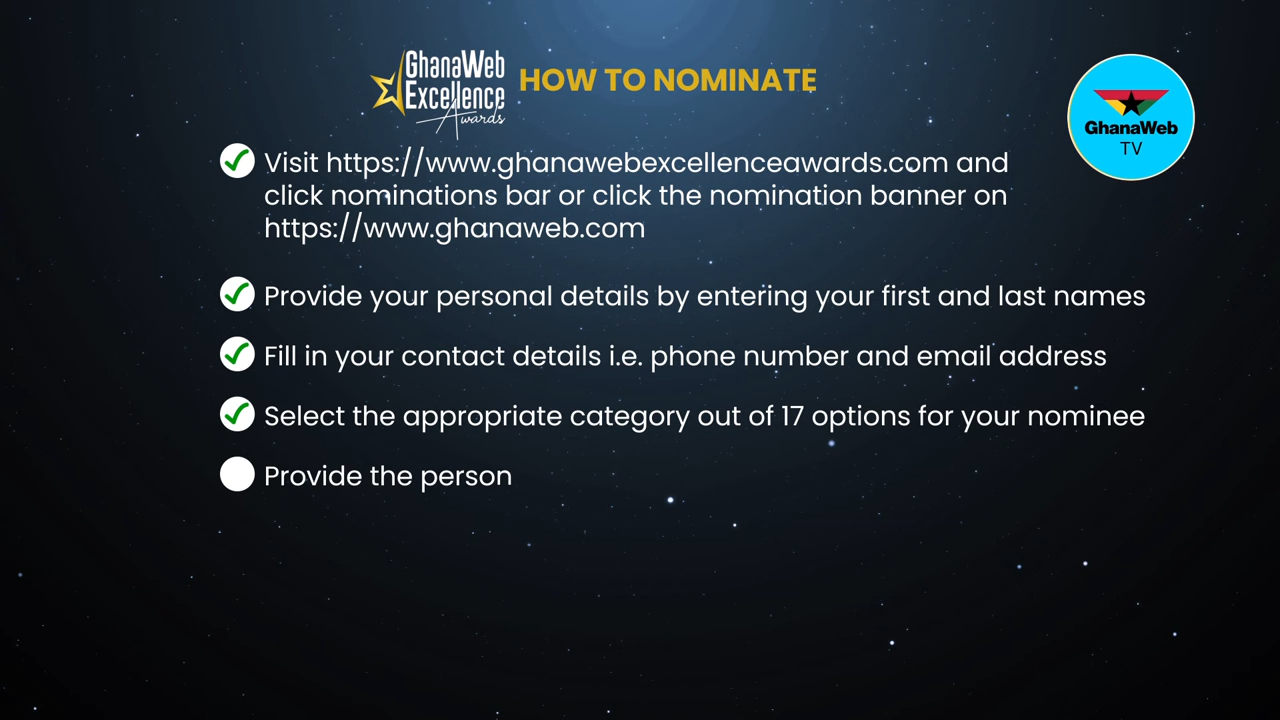 GhanaWeb
Excellence
Awards
HOW TO NOMINATE
GhanaWeb
TV
Visit https://www.ghanawebexcellenceawards.com and
click nominations bar or click the nomination banner on
https://www.ghanaweb.com
Provide your personal details by entering your first and last names
Fill in your contact details i.e. phone number and email address
Select the appropriate category out of 17 options for your nominee
Provide the person